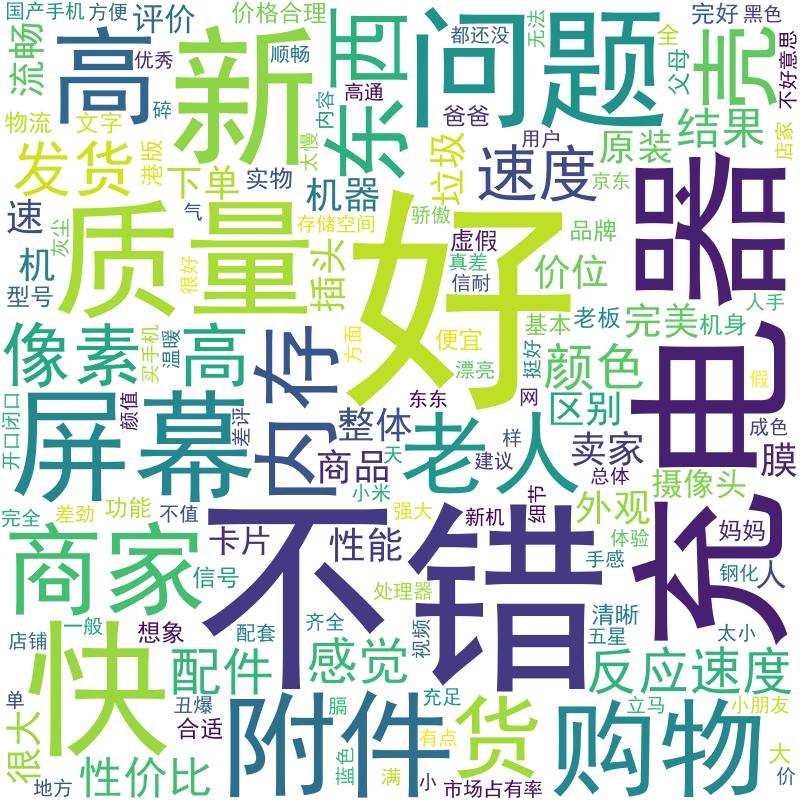 国产手机
方便
评价
价格合理
都还没
无法
全
完好
黑色
流畅
高
优秀
新
顺畅
西
东
问题
父母
壳
不好意思
碎
内容
高通
爸爸
物流
文字
太慢
用户
原装
结果
店家
发货
港版
下单
实物
机器
垃圾
速度
京东
器
电
充
速
灰尘
质量
气
存储空间
骄傲
好
虚假
品牌
机
很好
插头
真差
信耐
价位
型号
人手
像素
买手机
温暖
高
内存
方面
便宜
基本
老板
完美
机身
漂亮
挺好
颜色
假
屏幕
开口闭口
颜值
差评
东东
网
区别
成色
整体
老人
样
卖家
膜
商品
天
建议
总体
小米
细节
摄像头
完全
差劲
功能
不值
不错
强大
新机
外观
妈妈
商家
卡片
性能
体验
信号
手感
钢化
人
处理器
店铺
一般
想象
配套
齐全
视频
清晰
五星
太小
快
配件
感觉
反应速度
很大
单
丑爆
合适
附件
膈
充足
货
购物
立马
小朋友
有点
蓝色
大
地方
性价比
满
小
市场占有率
价